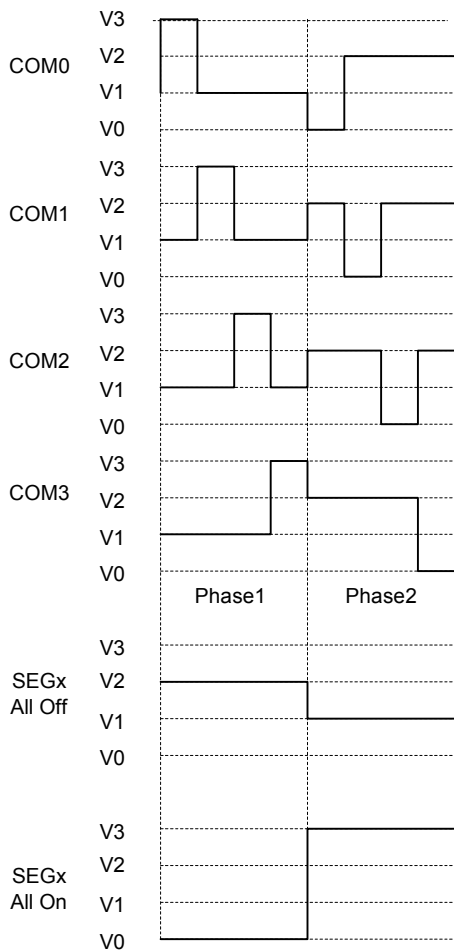 V3
COM0
V2
V1
V0
V3
COM1
V2
V1
V0
V3
COM2
V2
V1
V0
V3
COM3
V2
V1
V0
Phase1 Phase2
V3
SEGx
All Off
V2
V1
V0
V3
V2
SEGx
All On
V1
V0